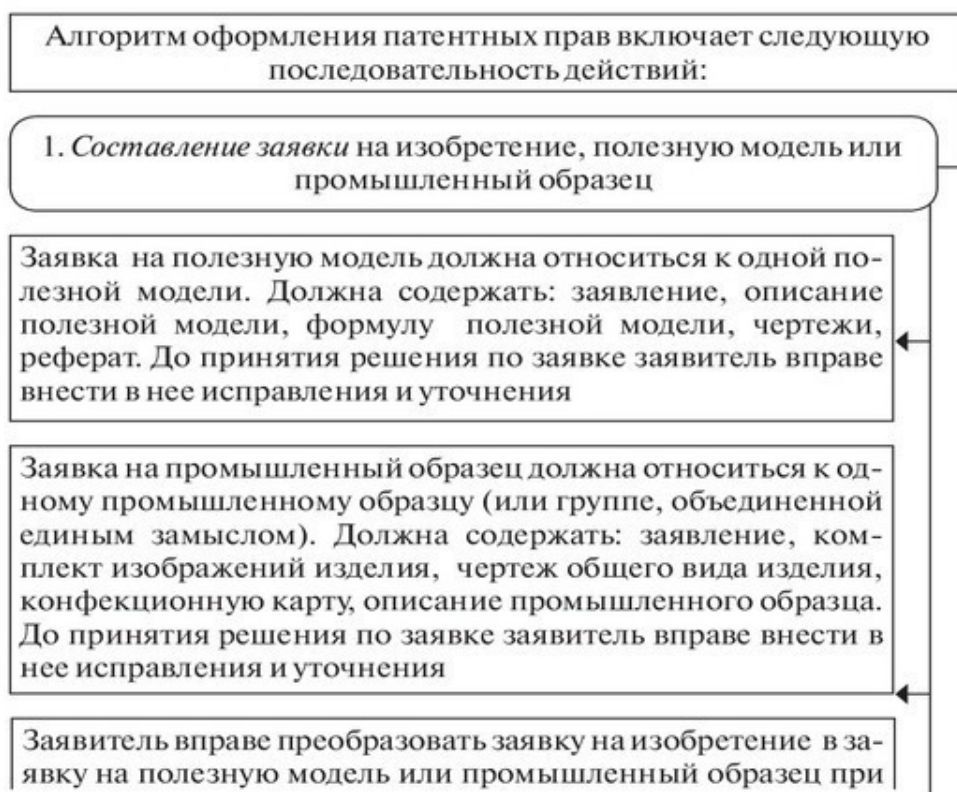 Алгоритм оформления патентных прав включает следующую
последовательность действий:
1. Составление заявки на изобретение, полезную модель или
промышленный образец
Заявка на полезную модель должна относиться к одной по-
лезной модели. Должна содержать: заявление, описание
полезной модели, формулу полезной модели, чертежи,
реферат. До принятия решения по заявке заявитель вправе
внести в нее исправления и уточнения
Заявка на промышленный образец должна относиться к од-
ному промышленному образцу (или группе, объединенной
единым замыслом). Должна содержать: заявление, ком-
плект изображений изделия, чертеж общего вида изделия,
конфекционную карту, описание промышленного образца.
До принятия решения по заявке заявитель вправе внести в
нее исправления и уточнения
Заявитель вправе преобразовать заявку на изобретение в за-
явку на полезную модель или промышленный образец при